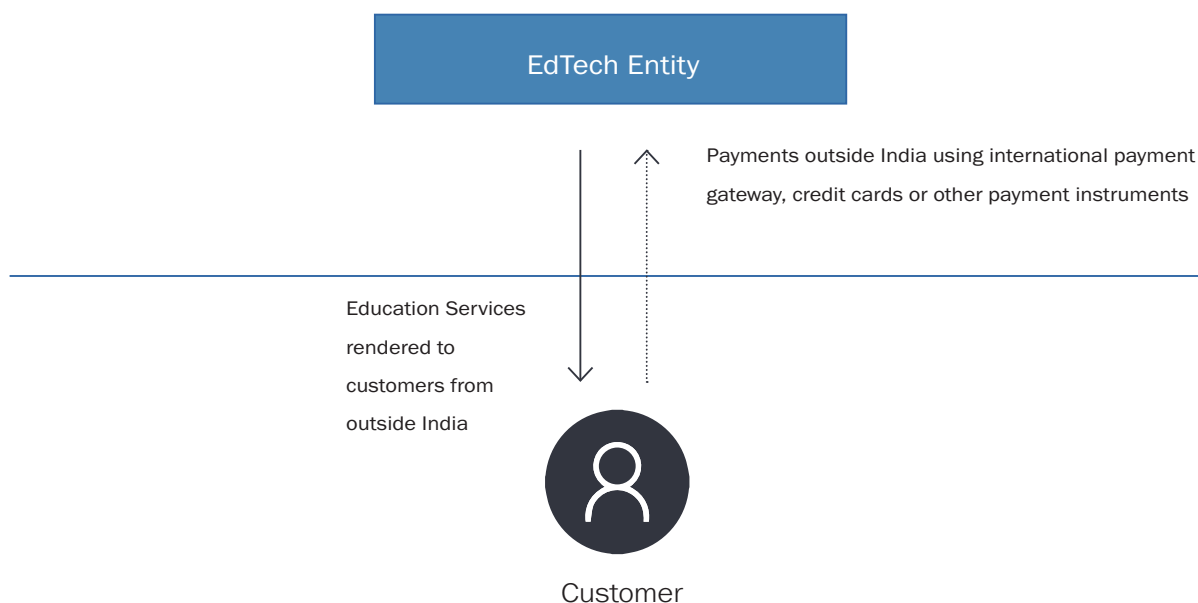 EdTech Entity
Payments outside India using international payment
gateway, credit cards or other payment instruments
Education Services
rendered to
customers from
outside India
Customer